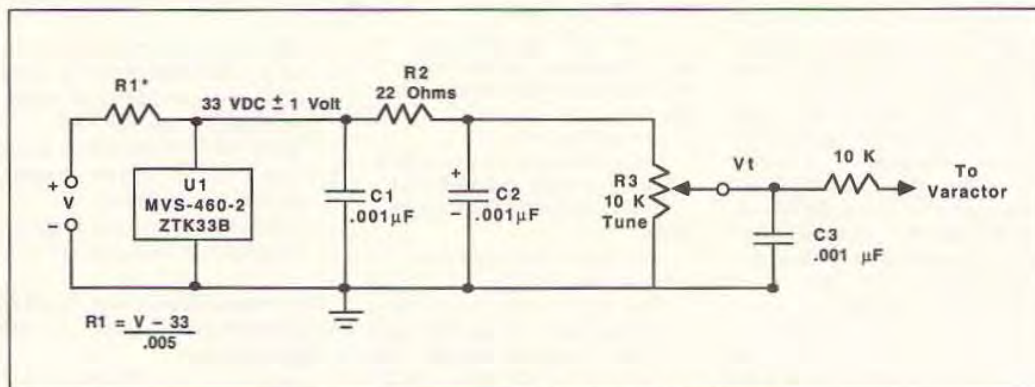 R1*
33 VDC ± 1 Volt
R2
22 Ohms
+
V
−
U1
MVS-460-2
ZTK33B
C1
.001µF
+
−
C2
.001µF
R3
10 K
Tune
Vt
10 K
To
Varactor
C3
.001 µF
R1 = V − 33
.005